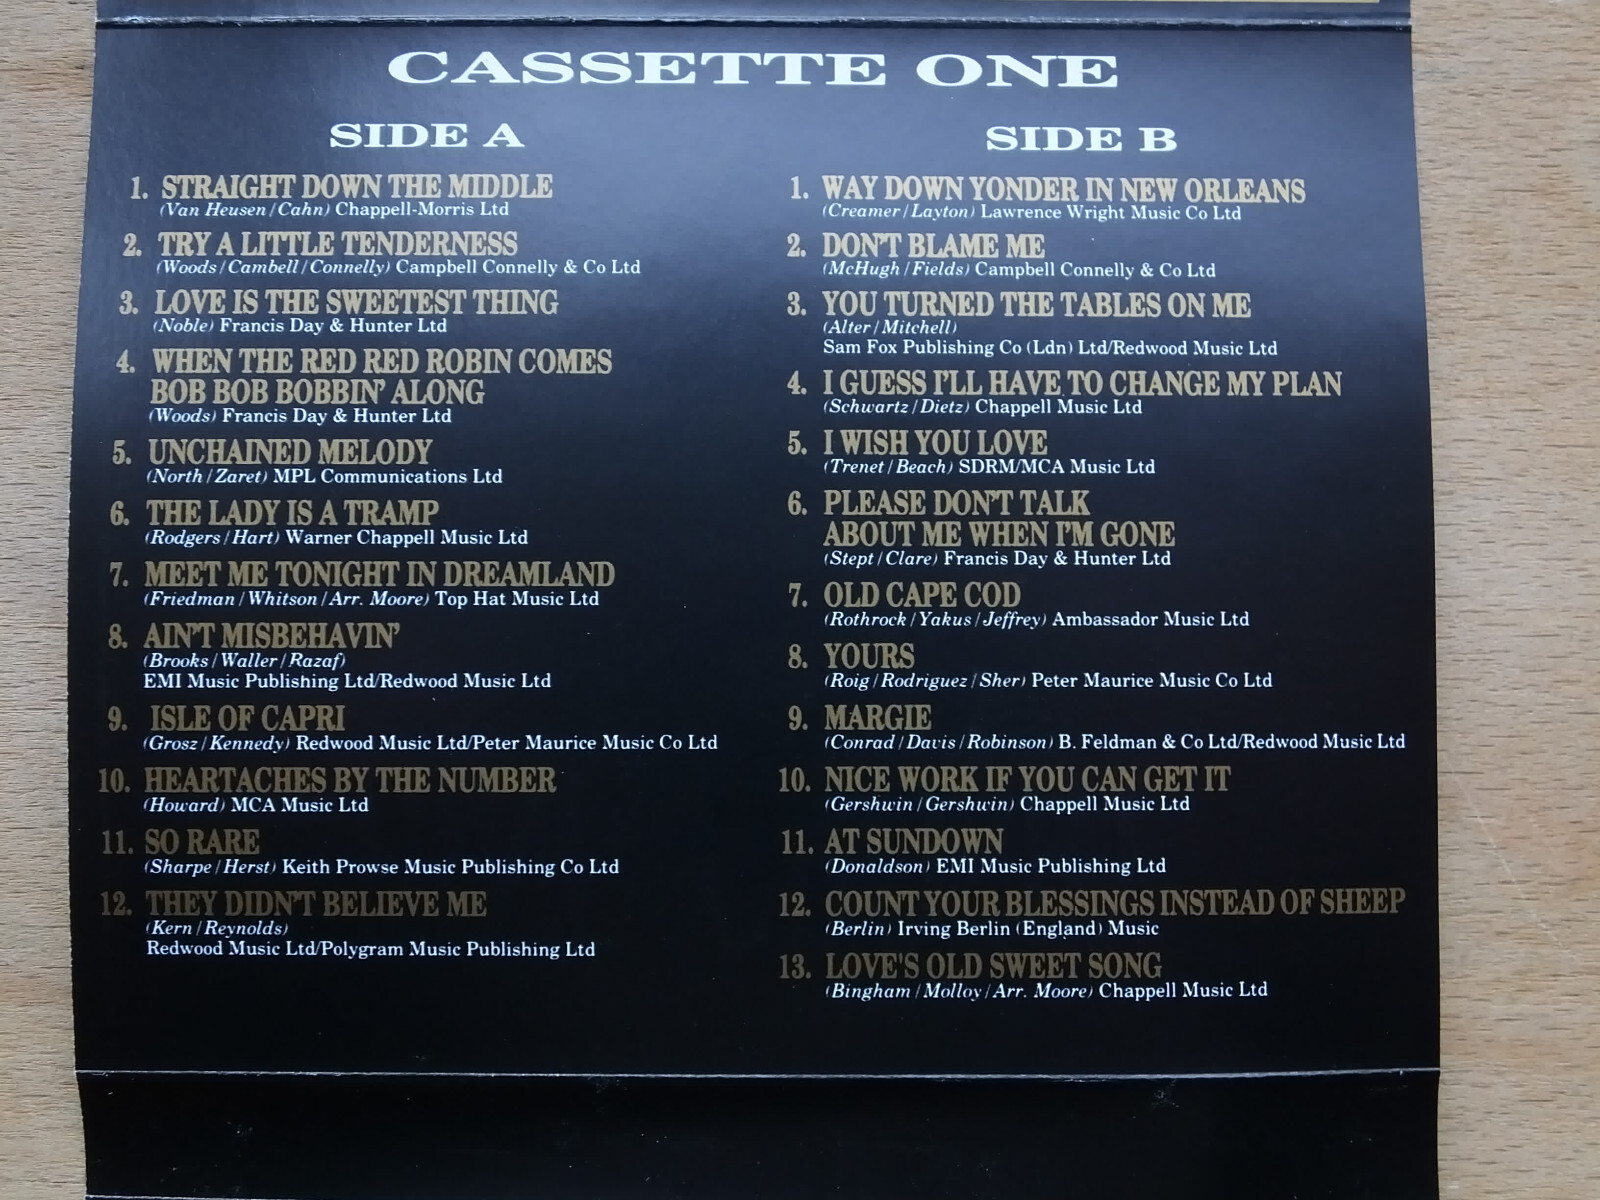 CASSETTE ONE
SIDE A
1. STRAIGHT DOWN THE MIDDLE
(Van Heusen/Cahn) Chappell-Morris Ltd
2. TRY A LITTLE TENDERNESS
(Woods/Cambell/Connelly) Campbell Connelly & Co Ltd
3. LOVE IS THE SWEETEST THING
(Noble) Francis Day & Hunter Ltd
4. WHEN THE RED RED ROBIN COMES
BOB BOB BOBBIN' ALONG
(Woods) Francis Day & Hunter Ltd
5. UNCHAINED MELODY
(North/Zaret) MPL Communications Ltd
6. THE LADY IS A TRAMP
(Rodgers/Hart) Warner Chappell Music Ltd
7. MEET ME TONIGHT IN DREAMLAND
(Friedman/Whitson/Arr. Moore) Top Hat Music Ltd
8. AIN'T MISBEHAVIN'
(Brooks/Waller/Razaf)
EMI Music Publishing Ltd/Redwood Music Ltd
9. ISLE OF CAPRI
(Grosz/Kennedy) Redwood Music Ltd/Peter Maurice Music Co Ltd
10. HEARTACHES BY THE NUMBER
(Howard) MCA Music Ltd
11. SO RARE
(Sharpe/Herst) Keith Prowse Music Publishing Co Ltd
12. THEY DIDN'T BELIEVE ME
(Kern/Reynolds)
Redwood Music Ltd/Polygram Music Publishing Ltd
SIDE B
1. WAY DOWN YONDER IN NEW ORLEANS
(Creamer/Layton) Lawrence Wright Music Co Ltd
2. DON'T BLAME ME
(McHugh/Fields) Campbell Connelly & Co Ltd
3. YOU TURNED THE TABLES ON ME
(Alter/Mitchell)
Sam Fox Publishing Co (Ldn) Ltd/Redwood Music Ltd
4. I GUESS I'LL HAVE TO CHANGE MY PLAN
(Schwartz/Dietz) Chappell Music Ltd
5. I WISH YOU LOVE
(Trenet/Beach) SDRM/MCA Music Ltd
6. PLEASE DON'T TALK
ABOUT ME WHEN I'M GONE
(Stept/Clare) Francis Day & Hunter Ltd
7. OLD CAPE COD
(Rothrock/Yakus/Jeffrey) Ambassador Music Ltd
8. YOURS
(Roig/Rodriguez/Sher) Peter Maurice Music Co Ltd
9. MARGIE
(Conrad/Davis/Robinson) B. Feldman & Co Ltd/Redwood Music Ltd
10. NICE WORK IF YOU CAN GET IT
(Gershwin/Gershwin) Chappell Music Ltd
11. AT SUNDOWN
(Donaldson) EMI Music Publishing Ltd
12. COUNT YOUR BLESSINGS INSTEAD OF SHEEP
(Berlin) Irving Berlin (England) Music
13. LOVE'S OLD SWEET SONG
(Bingham/Molloy/Arr. Moore) Chappell Music Ltd